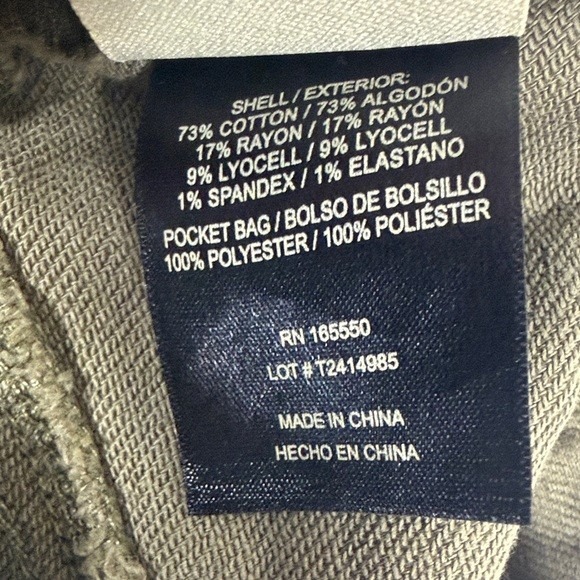 SHELL / EXTERIOR:
73% COTTON / 73% ALGODÓN
17% RAYON / 17% RAYÓN
9% LYOCELL / 9% LYOCELL
1% SPANDEX / 1% ELASTANO
POCKET BAG / BOLSO DE BOLSILLO
100% POLYESTER / 100% POLIÉSTER
RN 165550
LOT # T2414985
MADE IN CHINA
HECHO EN CHINA